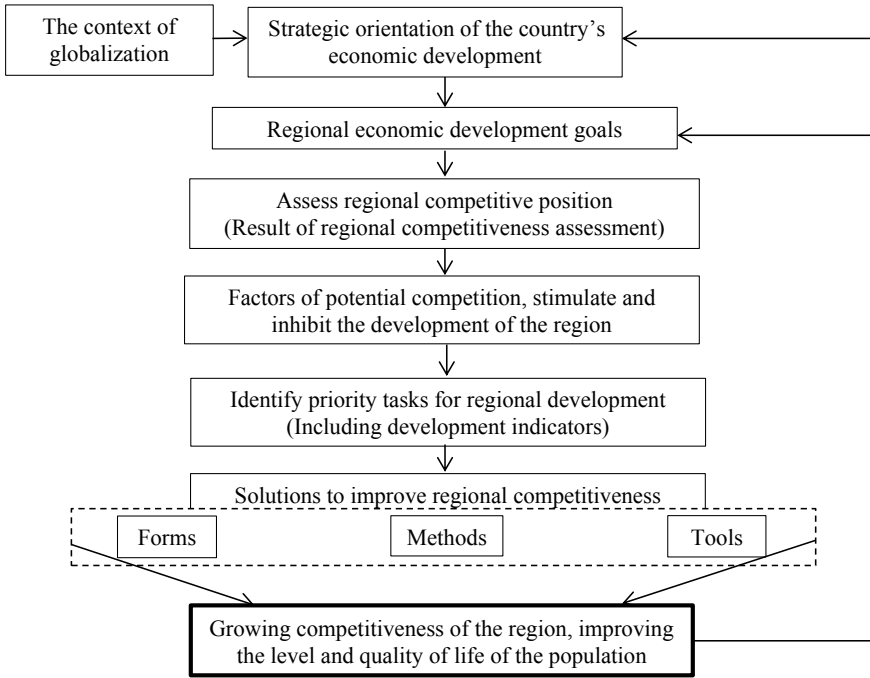 The context of
globalization
Strategic orientation of the country’s
economic development
Regional economic development goals
Assess regional competitive position
(Result of regional competitiveness assessment)
Factors of potential competition, stimulate and
inhibit the development of the region
Identify priority tasks for regional development
(Including development indicators)
Solutions to improve regional competitiveness
Forms
Methods
Tools
Growing competitiveness of the region, improving
the level and quality of life of the population